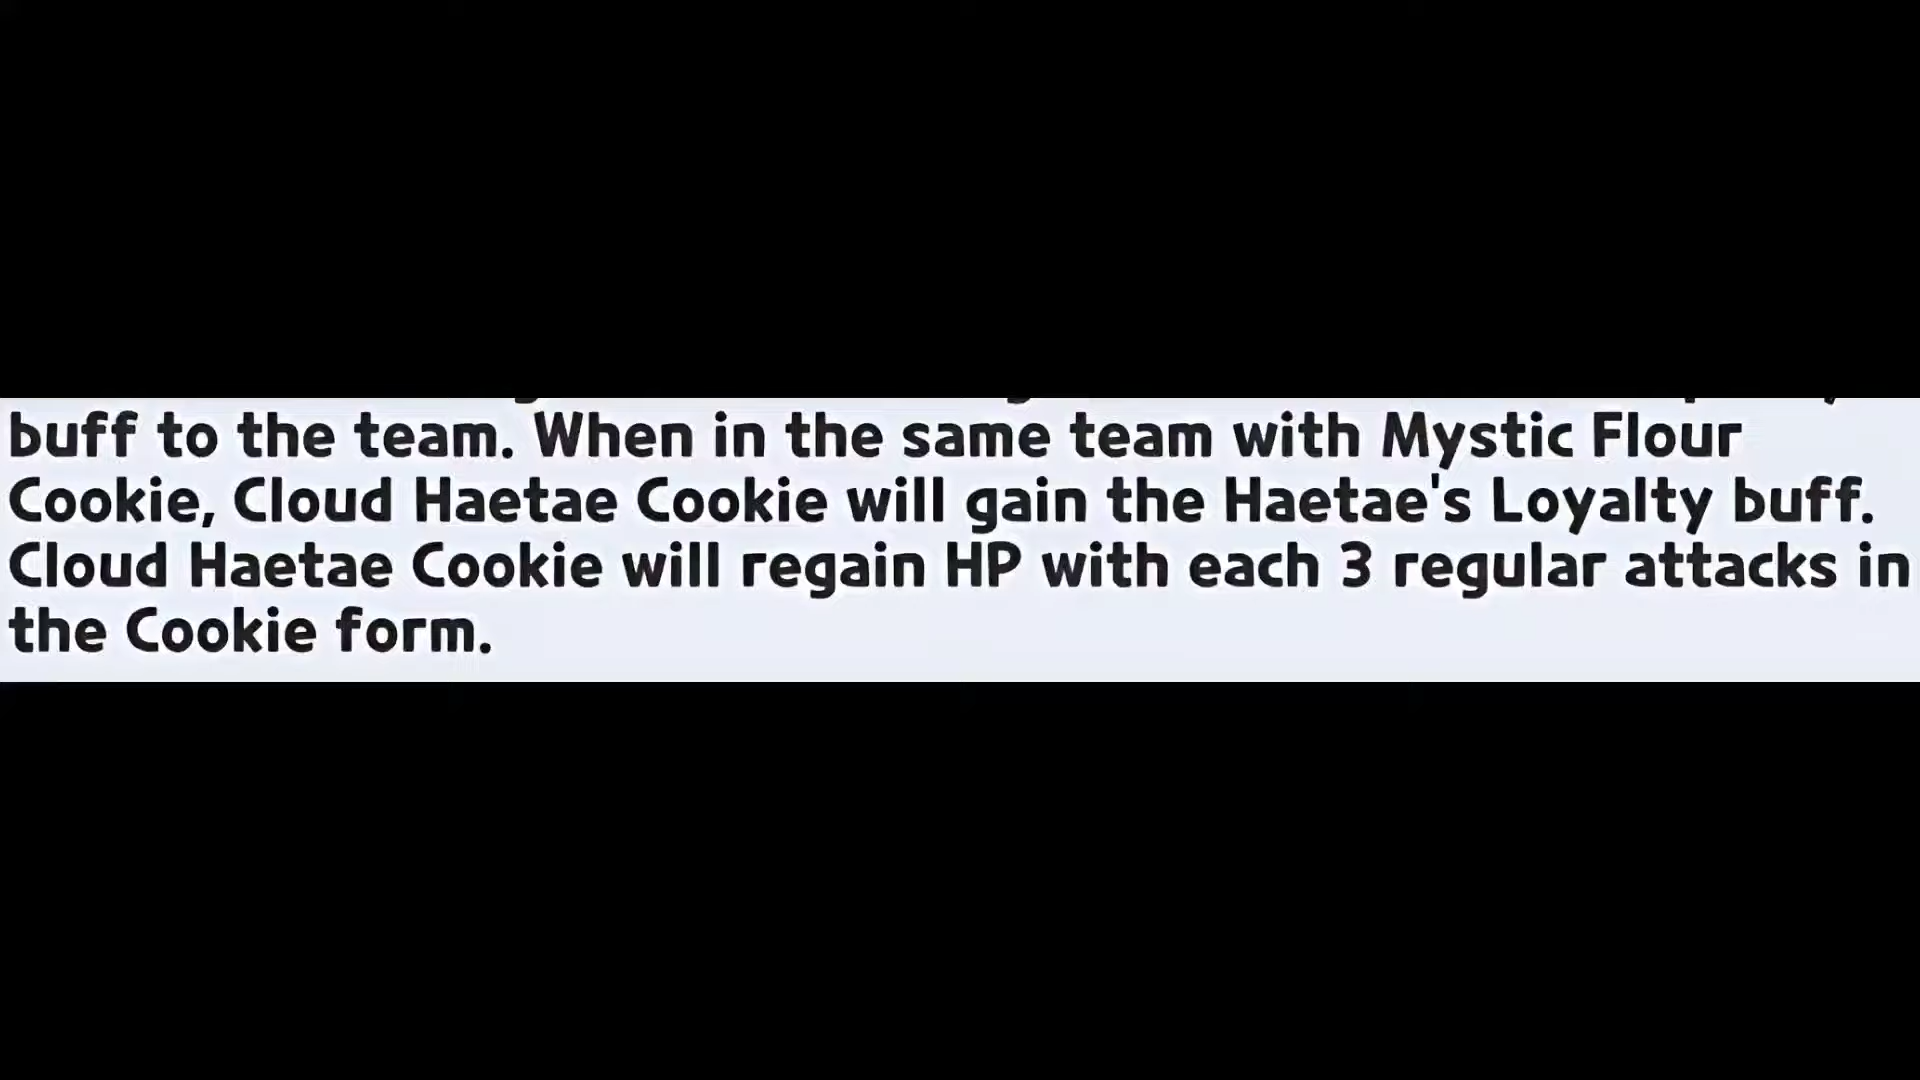 buff to the team. When in the same team with Mystic Flour
Cookie, Cloud Haetae Cookie will gain the Haetae's Loyalty buff.
Cloud Haetae Cookie will regain HP with each 3 regular attacks in
the Cookie form.